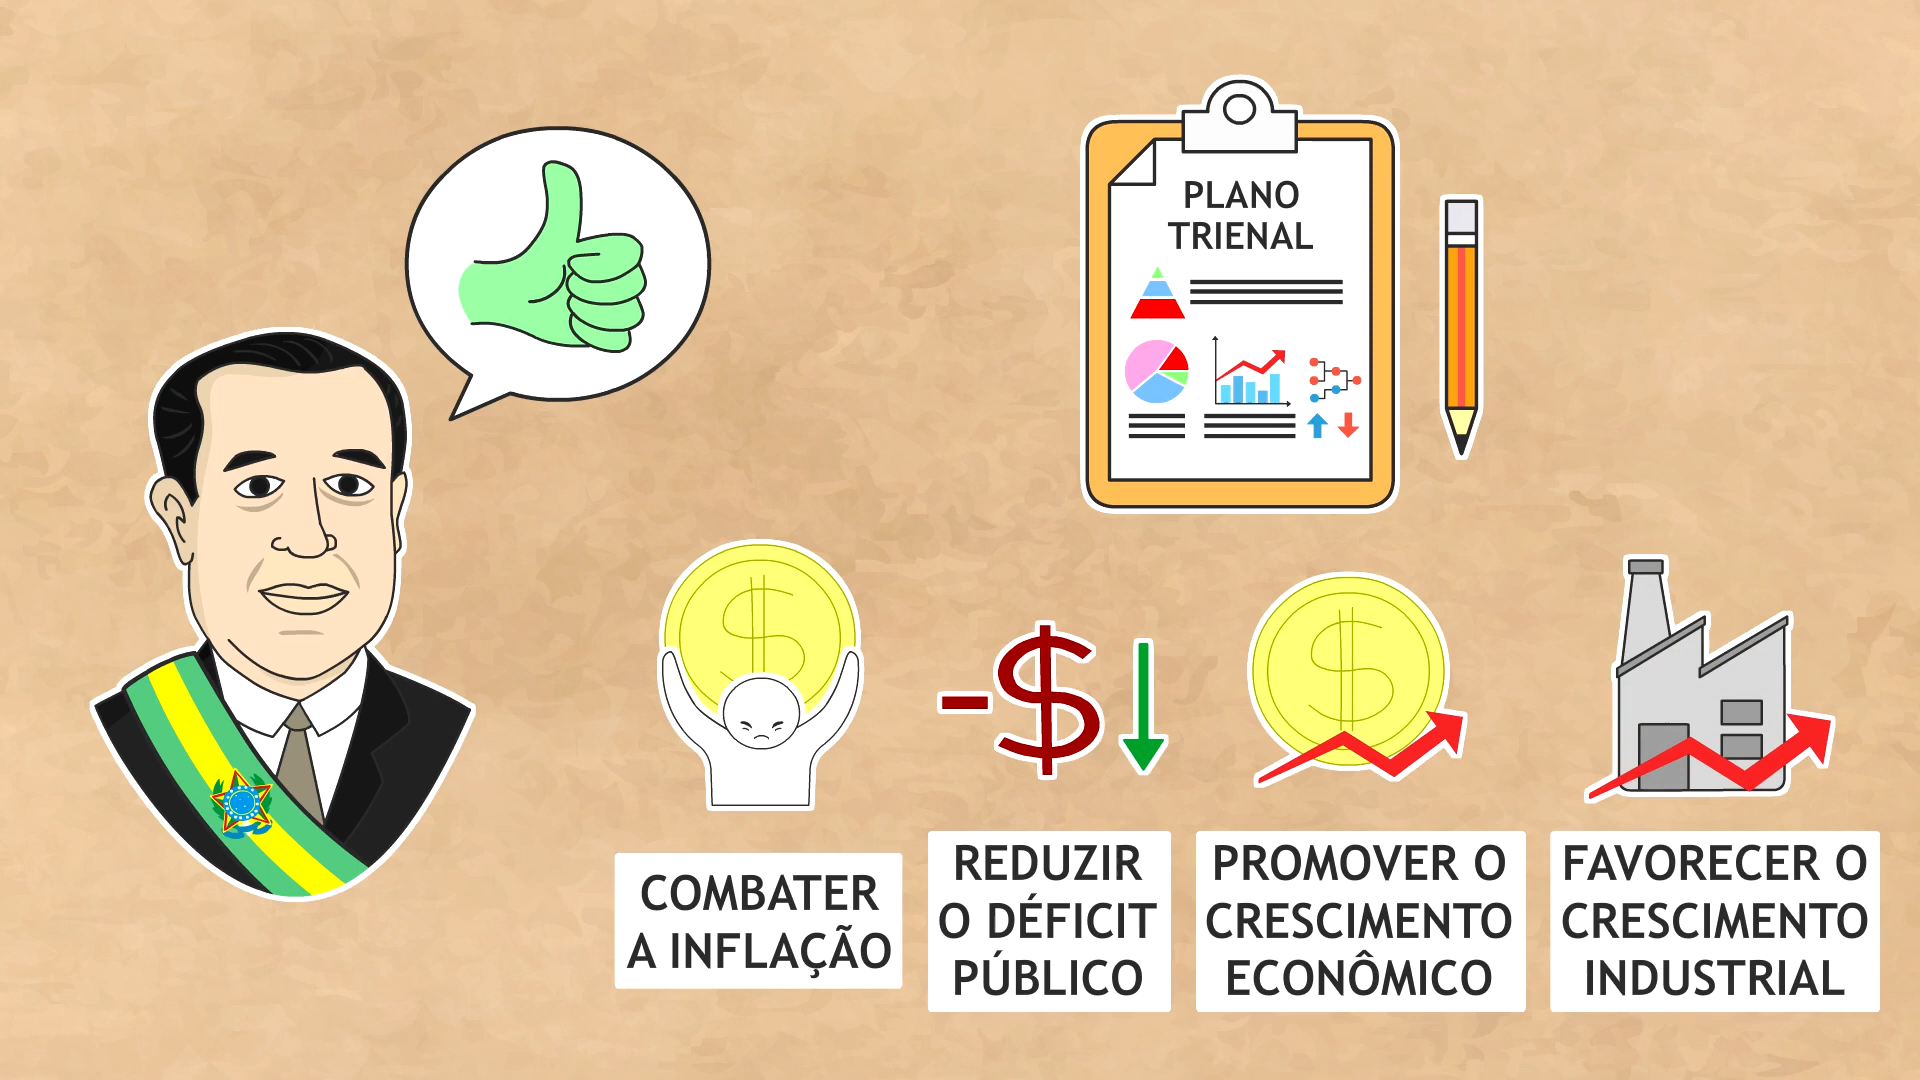 PLANO
TRIENAL
COMBATER
A INFLAÇÃO
REDUZIR
O DÉFICIT
PÚBLICO
PROMOVER O
CRESCIMENTO
ECONÔMICO
FAVORECER O
CRESCIMENTO
INDUSTRIAL